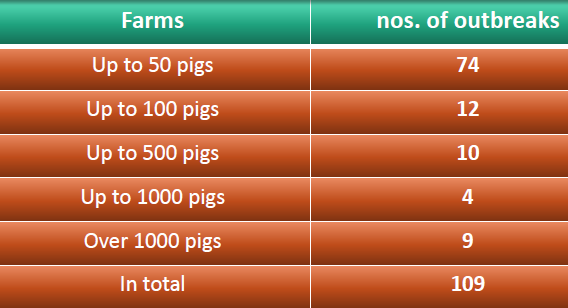 Farms nos. of outbreaks
Up to 50 pigs 74
Up to 100 pigs 12
Up to 500 pigs 10
Up to 1000 pigs 4
Over 1000 pigs 9
In total 109